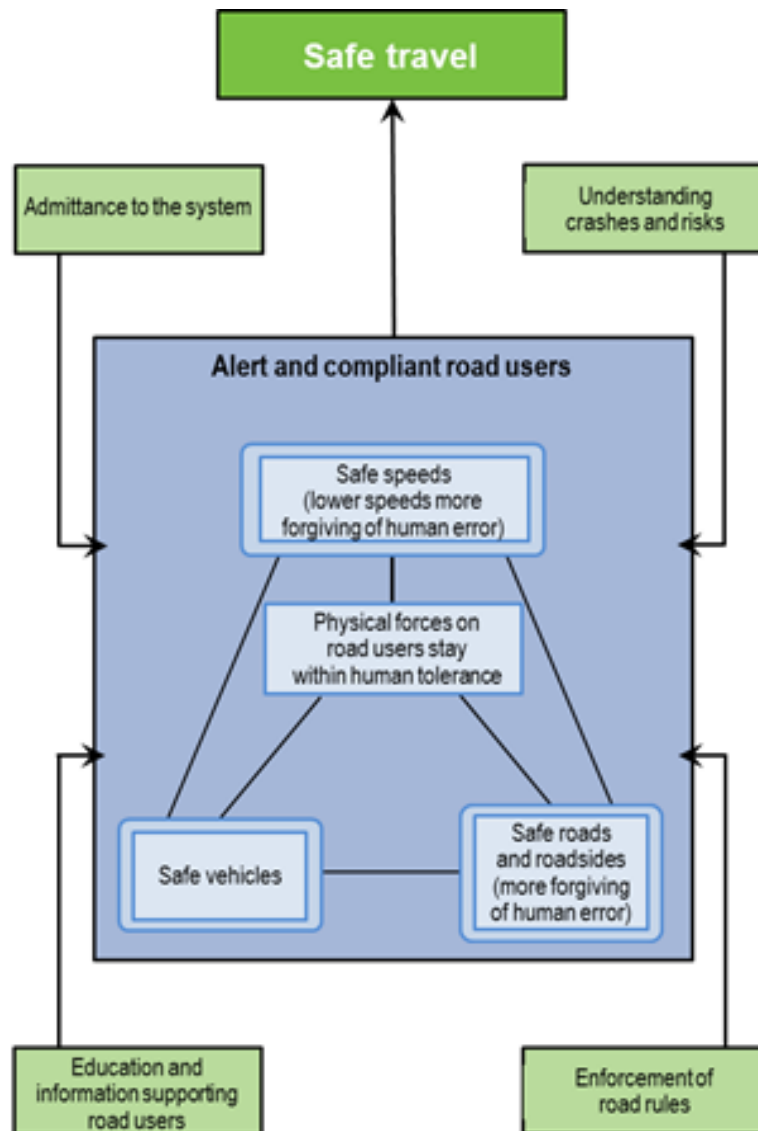 Safe travel
Admittance to the system
Understanding
crashes and risks
Alert and compliant road users
Safe speeds
(lower speeds more
forgiving of human error)
Physical forces on
road users stay
within human tolerance
Safe vehicles
Safe roads
and roadsides
(more forgiving
of human error)
Education and
information supporting
road users
Enforcement of
road rules